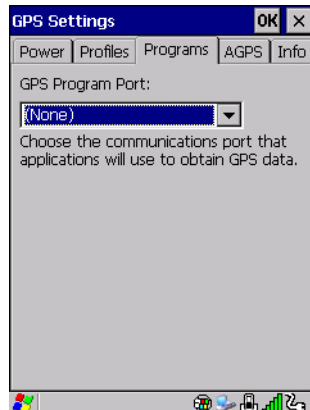 GPS Settings OK ×
Power Profiles Programs AGPS Info
GPS Program Port:
(None)
Choose the communications port that
applications will use to obtain GPS data.